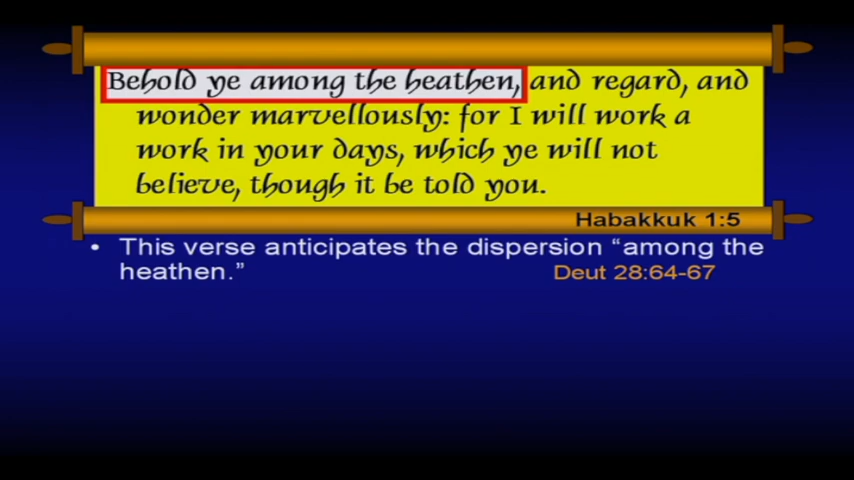 Behold ye among the heathen, and regard, and
wonder marvellously: for I will work a
work in your days, which ye will not
believe, though it be told you.
Habakkuk 1:5
• This verse anticipates the dispersion “among the
heathen.” Deut 28:64-67